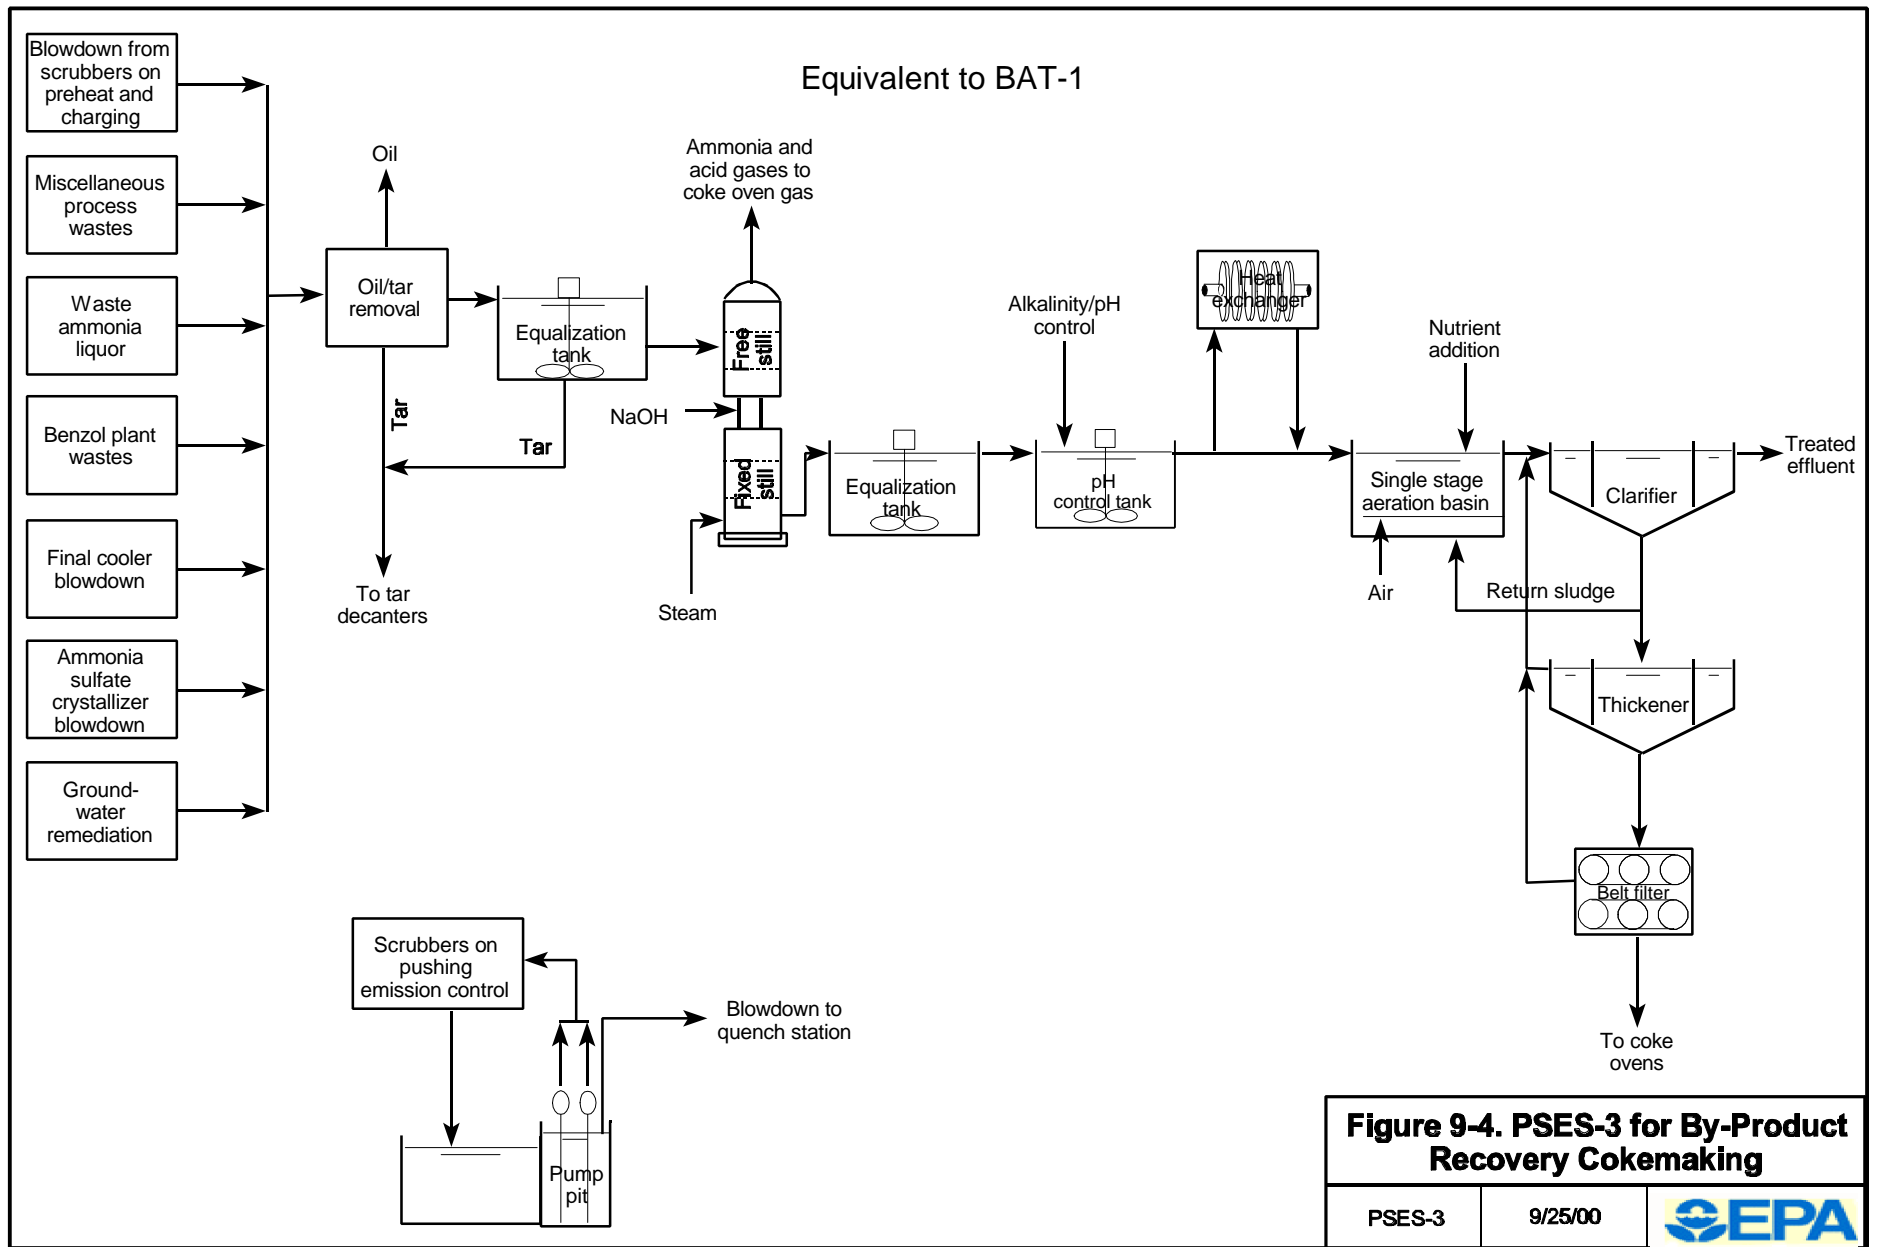 Equivalent to BAT-1
Blowdown from
scrubbers on
preheat and
charging
Miscellaneous
process
wastes
Waste
ammonia
liquor
Benzol plant
wastes
Final cooler
blowdown
Ammonia
sulfate
crystallizer
blowdown
Ground-
water
remediation
Oil
Oil/tar
removal
Tar
To tar
decanters
Equalization
tank
Tar
Ammonia and
acid gases to
coke oven gas
Free
still
NaOH
Fixed
still
Steam
Equalization
tank
Alkalinity/pH
control
pH
control tank
Heat
exchanger
Nutrient
addition
Single stage
aeration basin
Air
Return sludge
Clarifier
Treated
effluent
Thickener
Belt filter
To coke
ovens
Scrubbers on
pushing
emission control
Blowdown to
quench station
Pump
pit
Figure 9-4. PSES-3 for By-Product
Recovery Cokemaking
PSES-3
9/25/00
EPA